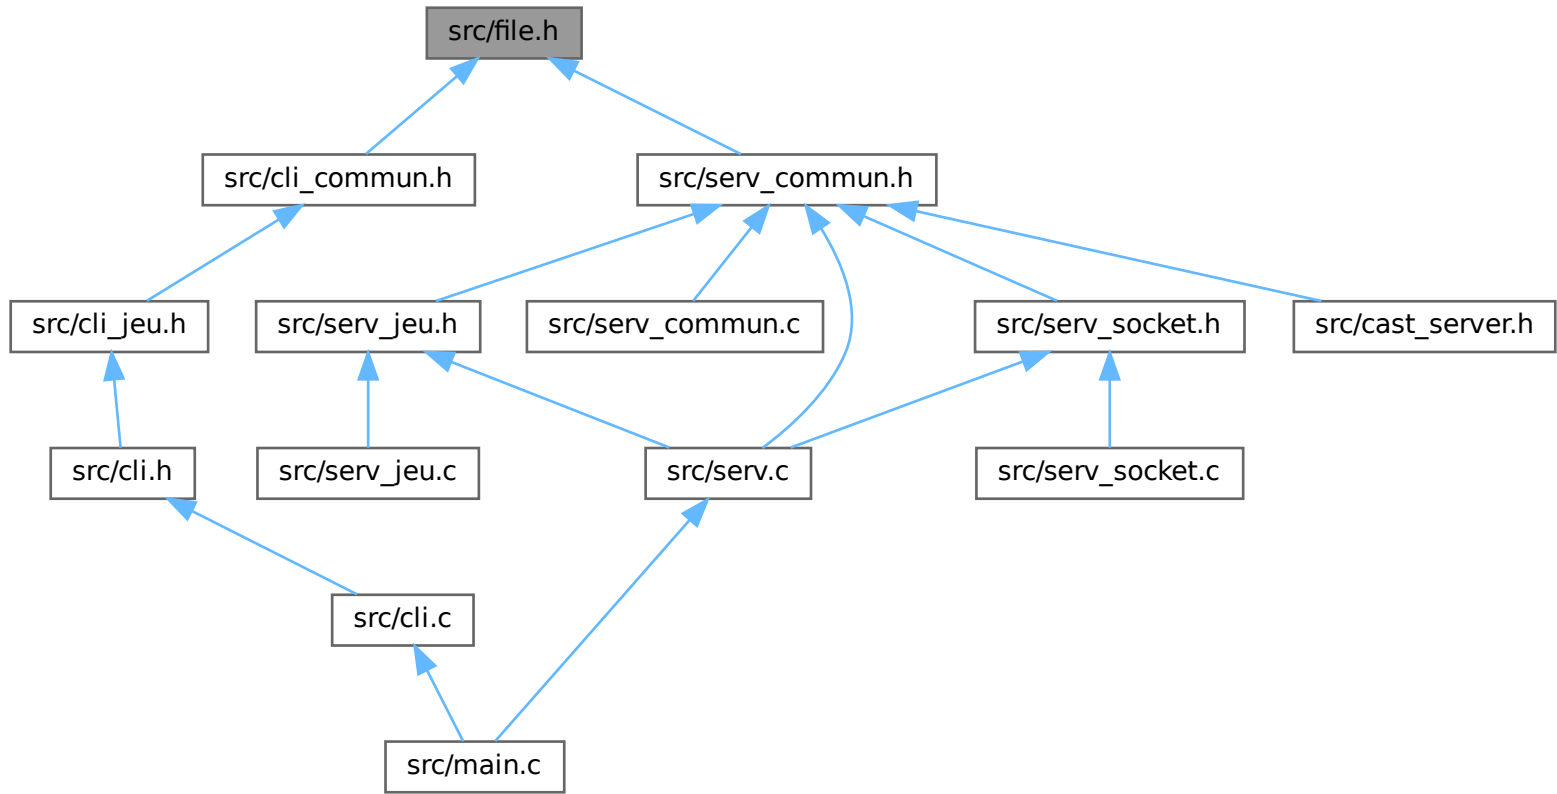 src/file.h
src/cli_commun.h
src/serv_commun.h
src/cli_jeu.h
src/serv_jeu.h
src/serv_commun.c
src/serv_socket.h
src/cast_server.h
src/cli.h
src/serv_jeu.c
src/serv.c
src/serv_socket.c
src/cli.c
src/main.c